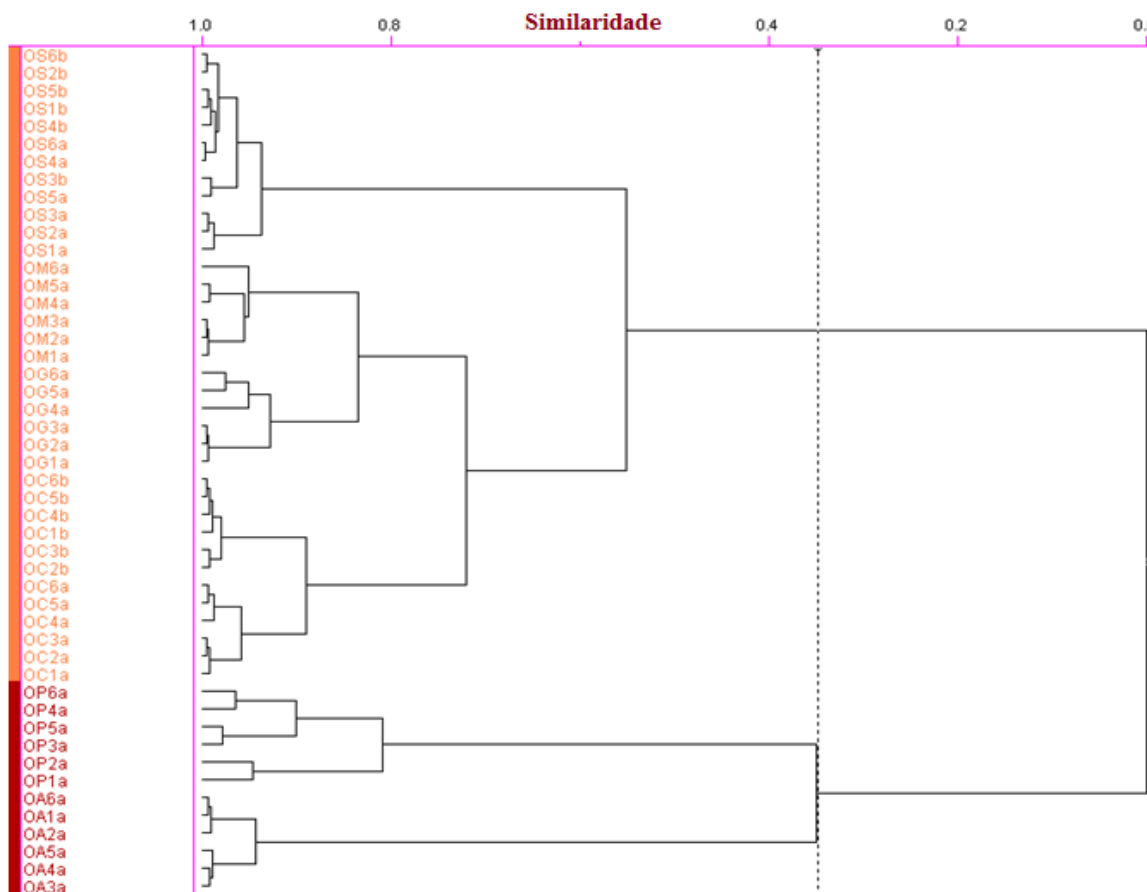 Similaridade
1.0 0.8 0.4 0.2 0.
OS6b
OS2b
OS5b
OS1b
OS4b
OS6a
OS4a
OS3b
OS5a
OS3a
OS2a
OS1a
OM6a
OM5a
OM4a
OM3a
OM2a
OM1a
OG6a
OG5a
OG4a
OG3a
OG2a
OG1a
OC6b
OC5b
OC4b
OC1b
OC3b
OC2b
OC6a
OC5a
OC4a
OC3a
OC2a
OC1a
OP6a
OP4a
OP5a
OP3a
OP2a
OP1a
OA6a
OA1a
OA2a
OA5a
OA4a
OA3a